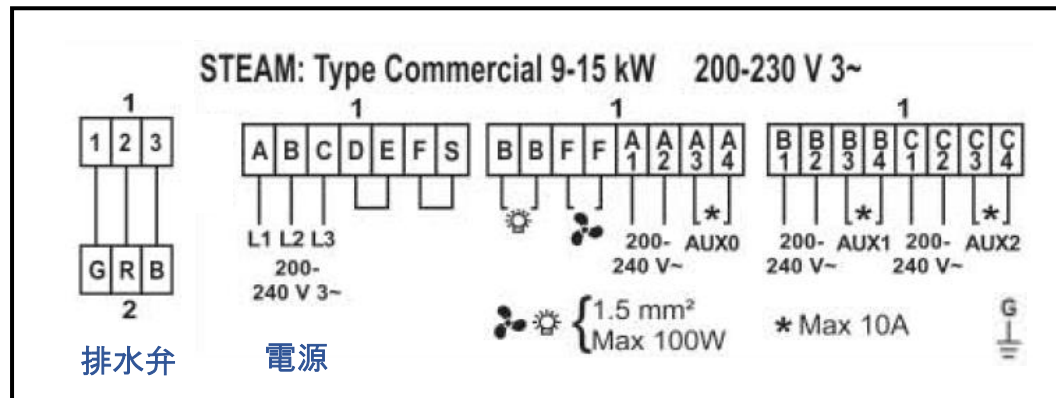 STEAM: Type Commercial 9-15 kW 200-230 V 3~
1 1 1 1
1 2 3
A B C D E F S
B B F F A1 A2 A3 A4
B1 B2 B3 B4 C1 C2 C3 C4
* *  *
L1 L2 L3
200-
240 V 3~
200-
240 V~
AUX0
200-
240 V~
AUX1
200-
240 V~
AUX2
G R B
2
1.5 mm²
Max 100W
* Max 10A
G
排水弁
電源